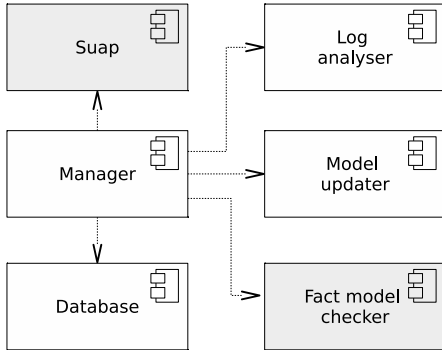 Suap
Log
analyser
Manager
Model
updater
Database
Fact model
checker